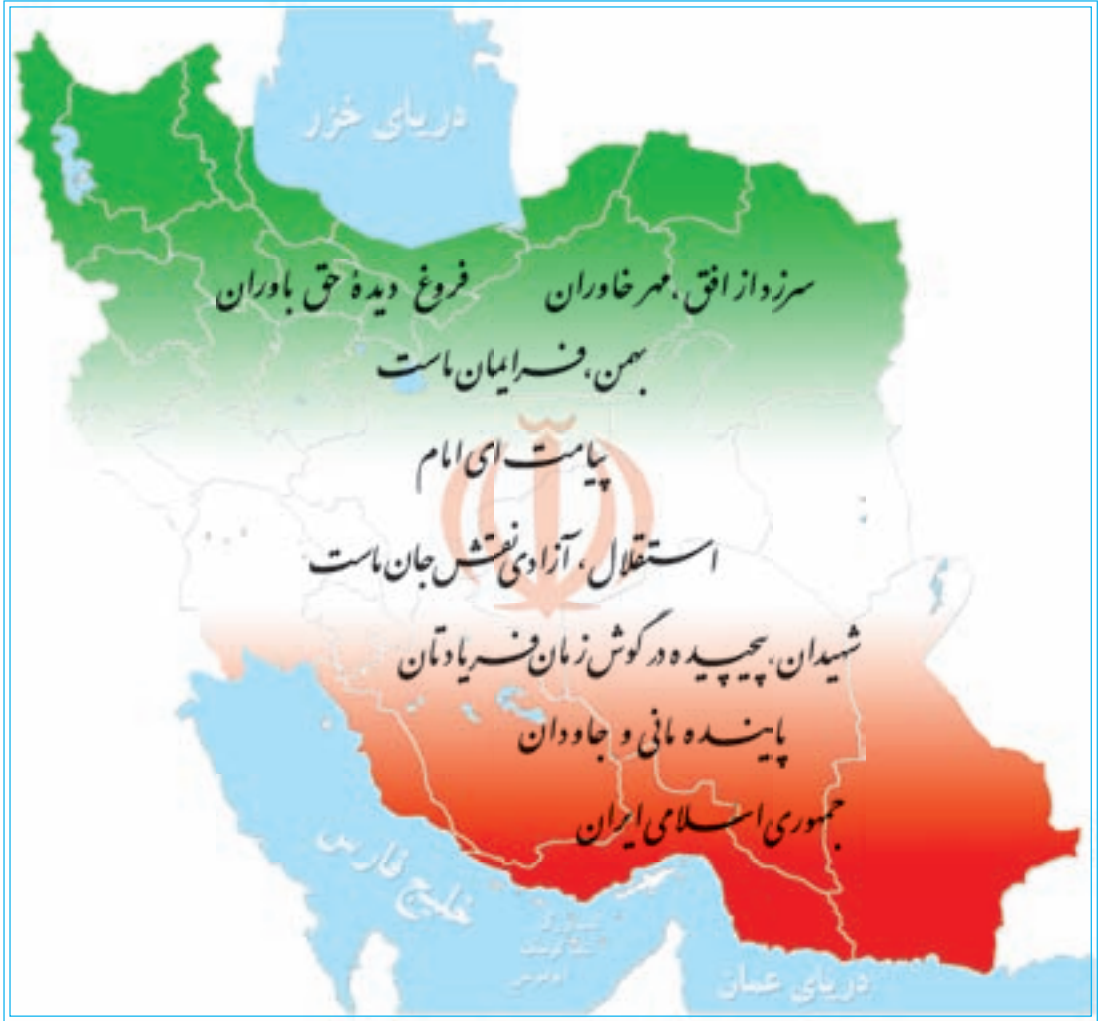 دریای خزر
سر زد از افق، مهر خاوران    فروغ دیدهٔ حق باوران
بهمن، فر ایمان ماست
پیامت ای امام
استقلال، آزادی نقش جان ماست
شهیدان، پیچیده در گوش زمان فریادتان
پاینده مانی و جاودان
جمهوری اسلامی ایران
خلیج فارس
دریای عمان